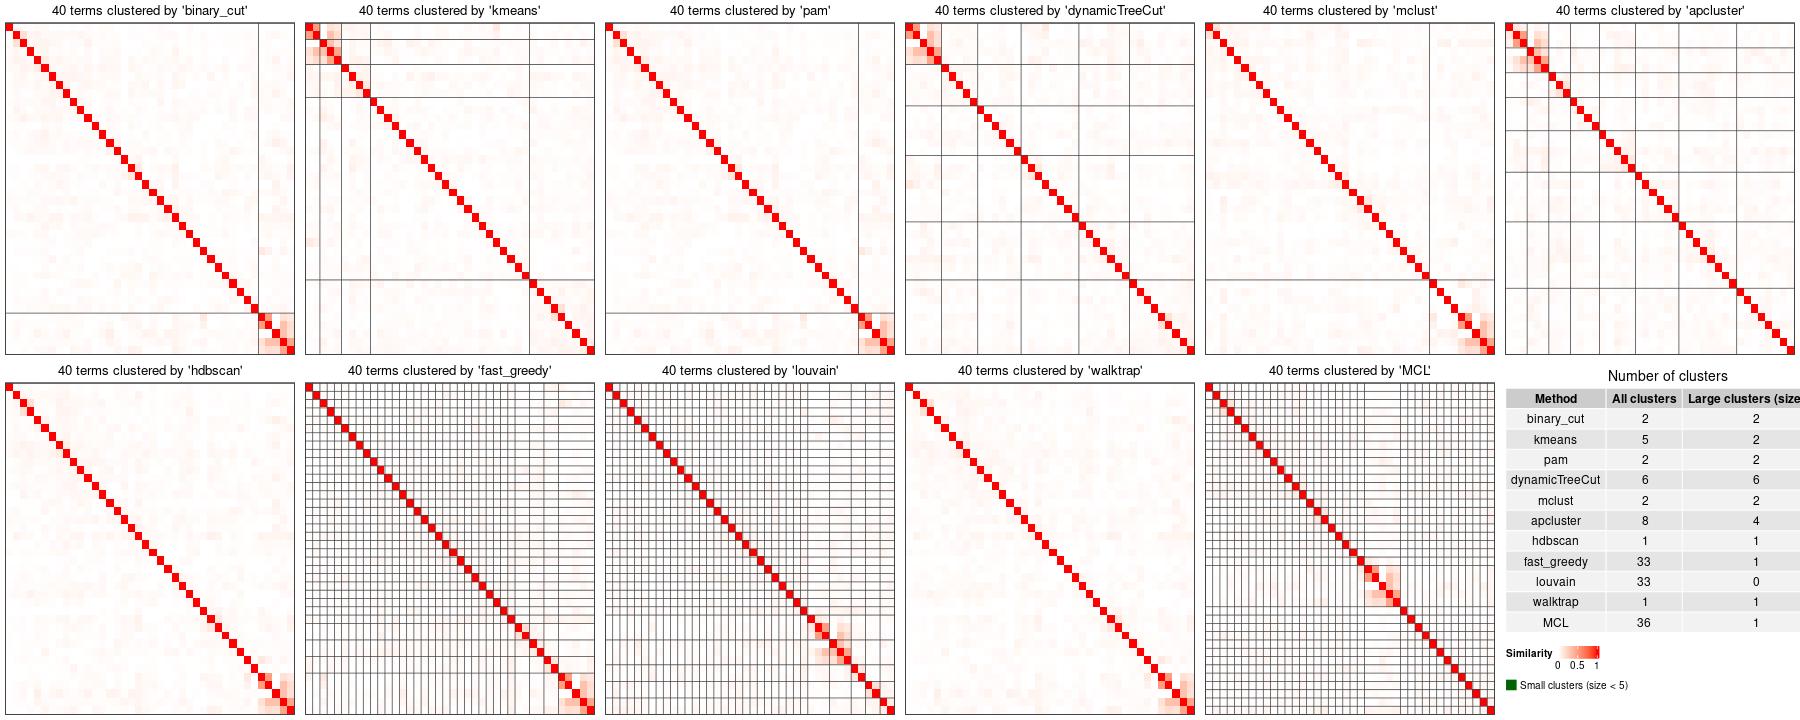 40 terms clustered by 'binary_cut'
40 terms clustered by 'kmeans'
40 terms clustered by 'pam'
40 terms clustered by 'dynamicTreeCut'
40 terms clustered by 'mclust'
40 terms clustered by 'apcluster'
40 terms clustered by 'hdbscan'
40 terms clustered by 'fast_greedy'
40 terms clustered by 'louvain'
40 terms clustered by 'walktrap'
40 terms clustered by 'MCL'
Number of clusters
Method All clusters Large clusters (size
binary_cut 2 2
kmeans 5 2
pam 2 2
dynamicTreeCut 6 6
mclust 2 2
apcluster 8 4
hdbscan 1 1
fast_greedy 33 1
louvain 33 0
walktrap 1 1
MCL 36 1
Similarity
0 0.5 1
Small clusters (size < 5)